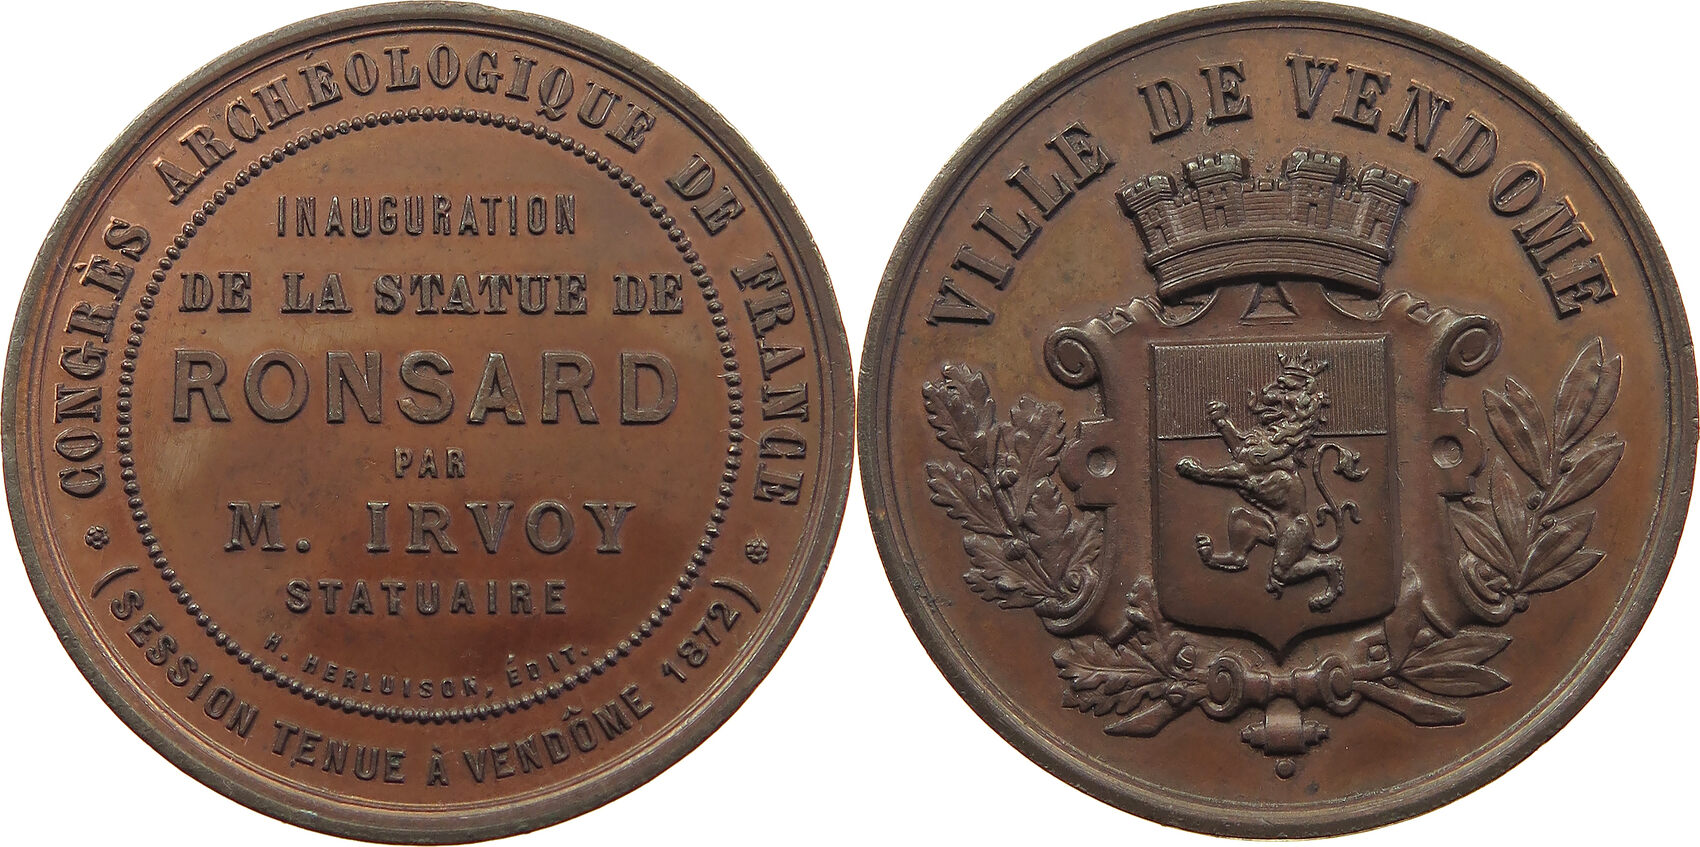 CONGRÈS ARCHÉOLOGIQUE DE FRANCE
INAUGURATION
DE LA STATUE DE
RONSARD
PAR
M. IRVOY
STATUAIRE
H. HERLUISON, ÉDIT.
(SESSION TENUE À VENDÔME 1872)
VILLE DE VENDOME